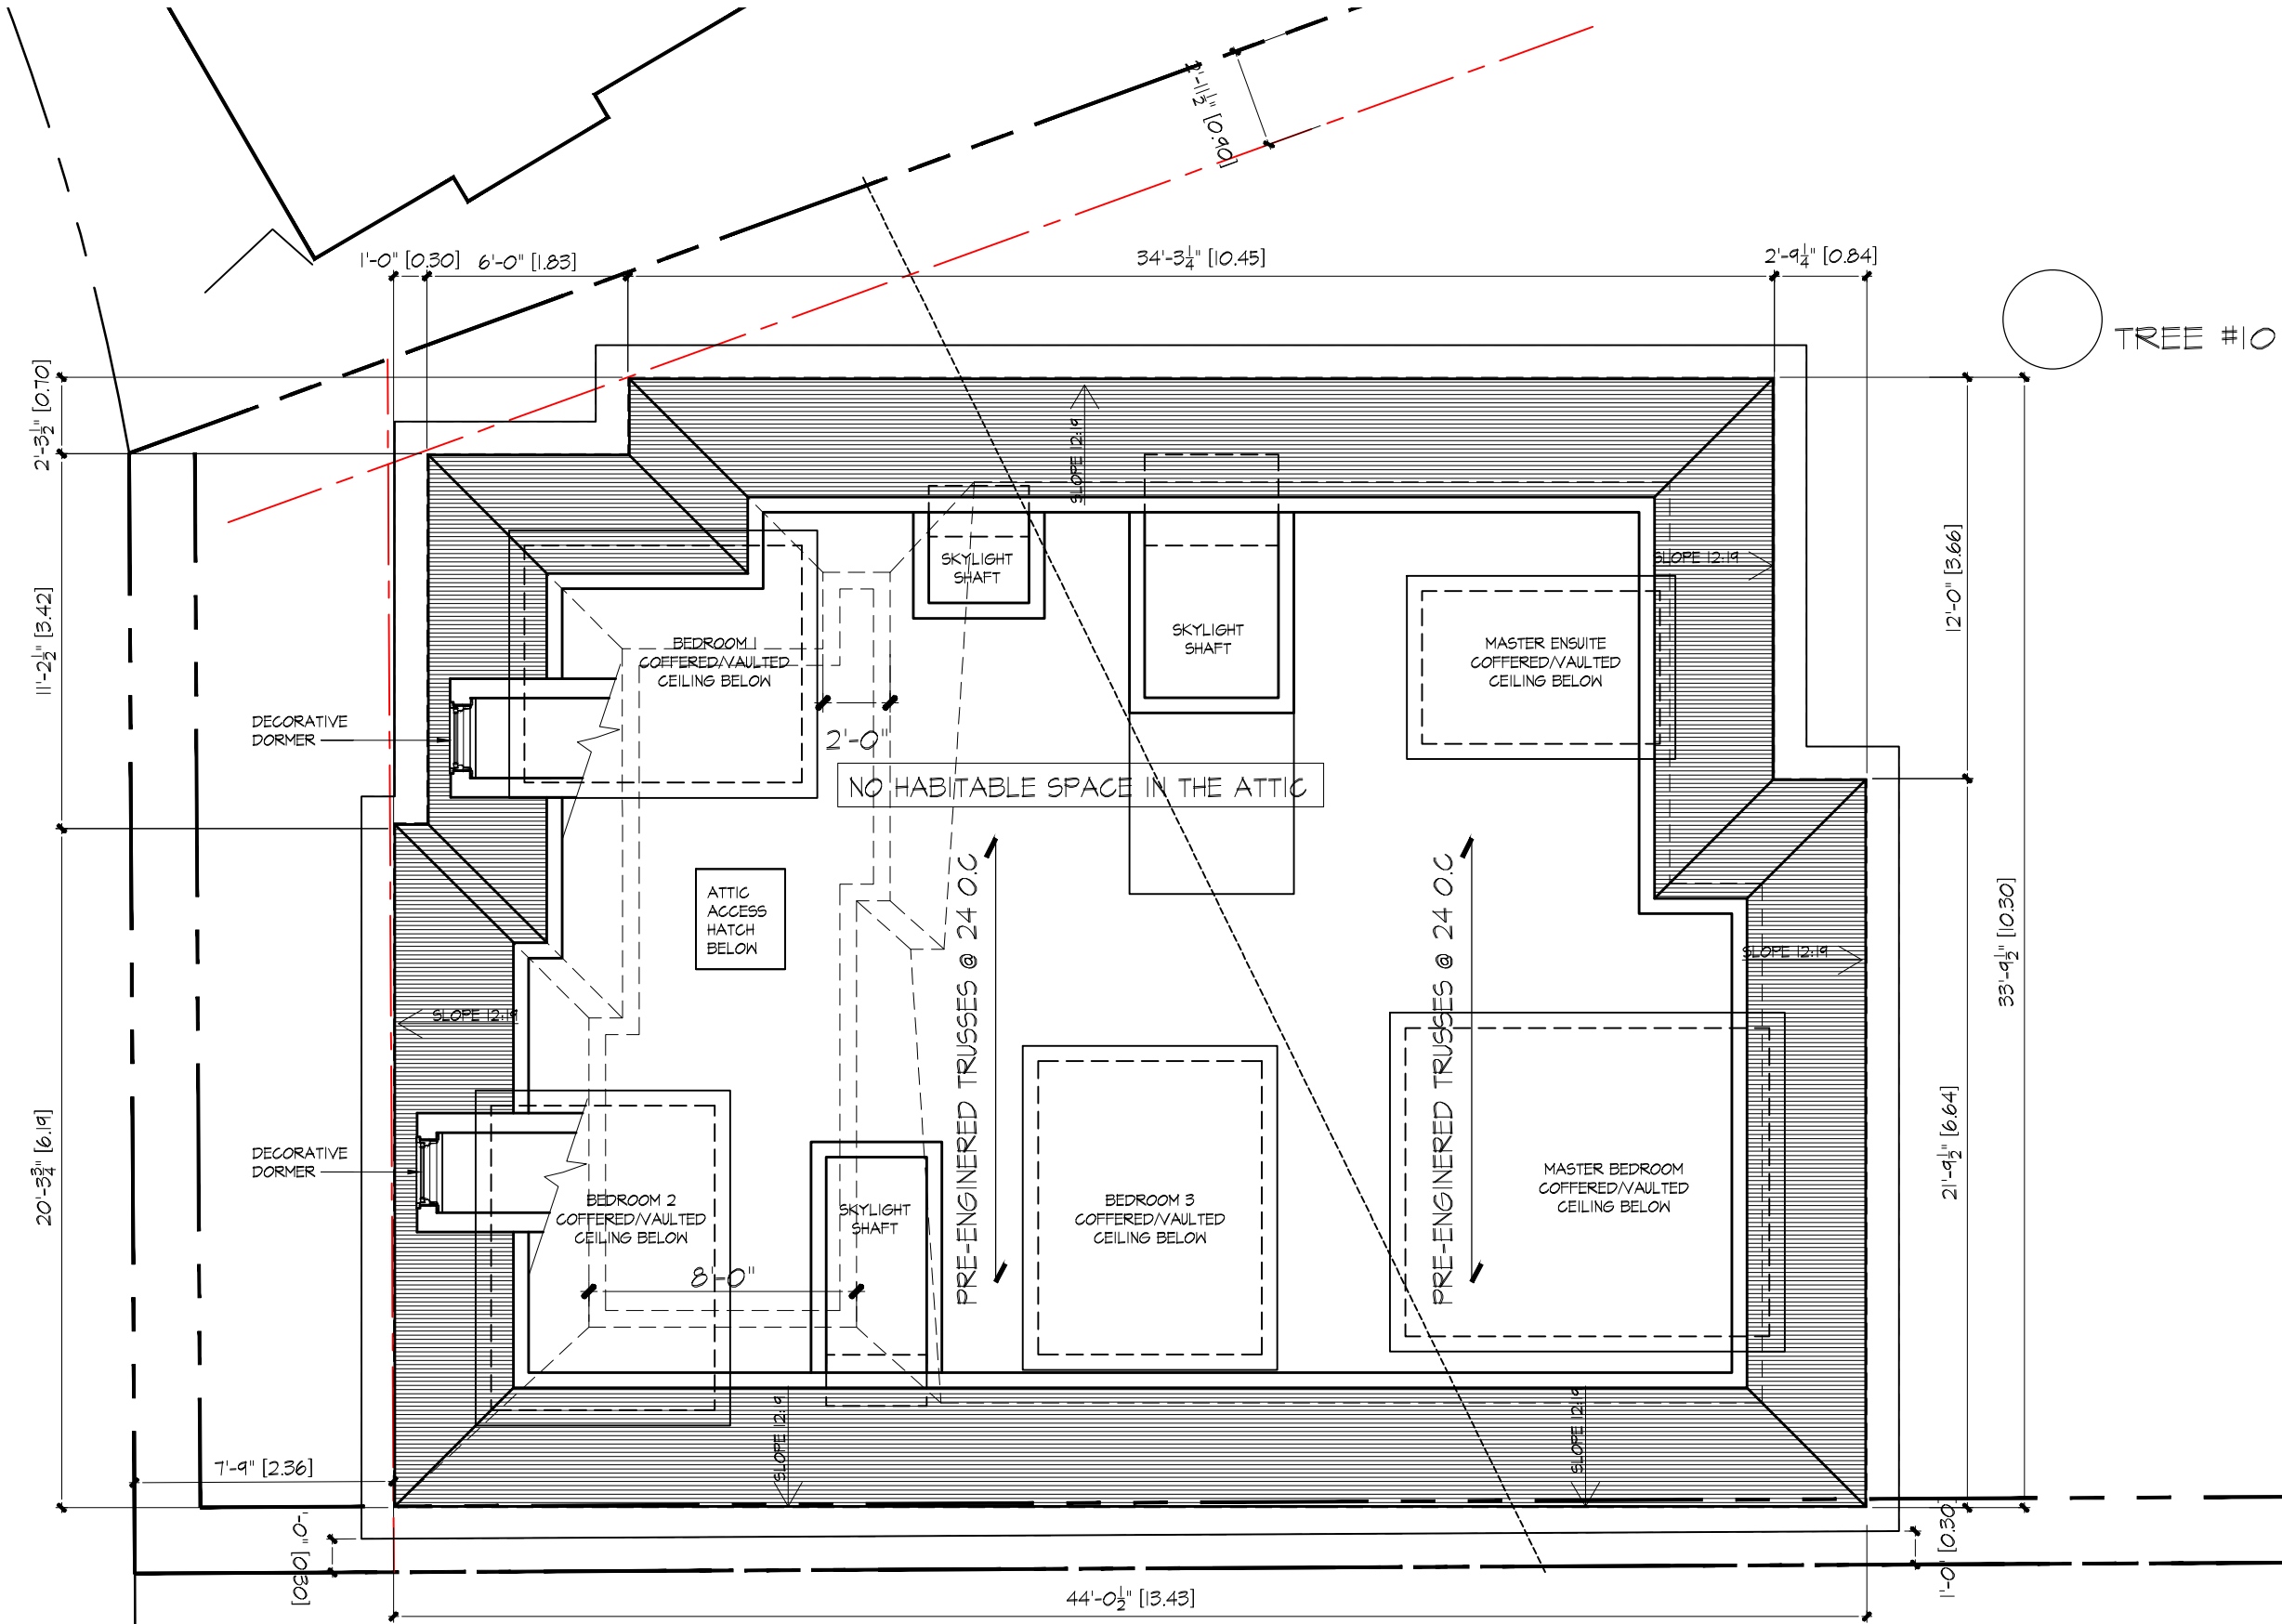 2'-11½" [0.90]
1'-0" [0.30]
6'-0" [1.83]
34'-3¼" [10.45]
2'-9¼" [0.84]
TREE #10
2'-3½" [0.70]
SLOPE 12:19
SKYLIGHT
SHAFT
SLOPE 12:19
12'-0" [3.66]
11'-2½" [3.42]
BEDROOM 1
COFFERED/VAULTED
CEILING BELOW
SKYLIGHT
SHAFT
MASTER ENSUITE
COFFERED/VAULTED
CEILING BELOW
DECORATIVE
DORMER
2'-0"
NO HABITABLE SPACE IN THE ATTIC
ATTIC
ACCESS
HATCH
BELOW
PRE-ENGINEERED TRUSSES @ 24 O.C
PRE-ENGINEERED TRUSSES @ 24 O.C
SLOPE 12:19
33'-9½" [10.30]
SLOPE 12:19
20'-3¾" [6.19]
DECORATIVE
DORMER
BEDROOM 2
COFFERED/VAULTED
CEILING BELOW
SKYLIGHT
SHAFT
BEDROOM 3
COFFERED/VAULTED
CEILING BELOW
MASTER BEDROOM
COFFERED/VAULTED
CEILING BELOW
21'-9½" [6.64]
8'-0"
SLOPE 12:19
SLOPE 12:19
7'-9" [2.36]
[0.30]
1'-0" [0.30]
44'-0½" [13.43]